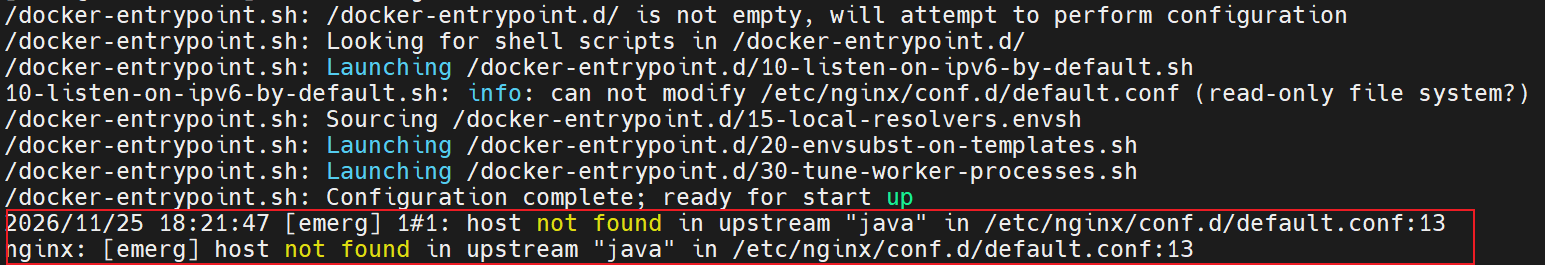 /docker-entrypoint.sh: /docker-entrypoint.d/ is not empty, will attempt to perform configuration
/docker-entrypoint.sh: Looking for shell scripts in /docker-entrypoint.d/
/docker-entrypoint.sh: Launching /docker-entrypoint.d/10-listen-on-ipv6-by-default.sh
10-listen-on-ipv6-by-default.sh: info: can not modify /etc/nginx/conf.d/default.conf (read-only file system?)
/docker-entrypoint.sh: Sourcing /docker-entrypoint.d/15-local-resolvers.envsh
/docker-entrypoint.sh: Launching /docker-entrypoint.d/20-envsubst-on-templates.sh
/docker-entrypoint.sh: Launching /docker-entrypoint.d/30-tune-worker-processes.sh
/docker-entrypoint.sh: Configuration complete; ready for start up
2026/11/25 18:21:47 [emerg] 1#1: host not found in upstream "java" in /etc/nginx/conf.d/default.conf:13
nginx: [emerg] host not found in upstream "java" in /etc/nginx/conf.d/default.conf:13